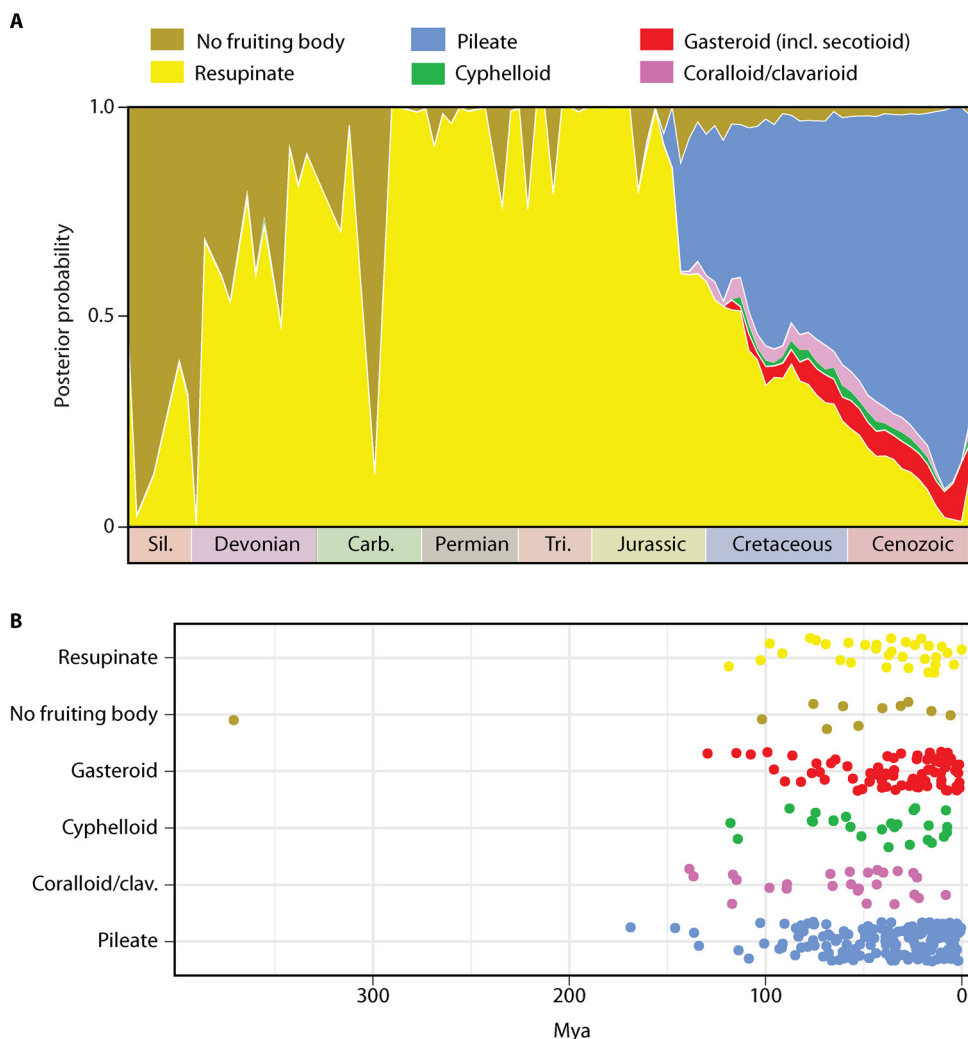 A
No fruiting body Pileate Gasteroid (incl. secotioid)
Resupinate Cyphelloid Coralloid/clavarioid
1.0
0.5
0
Posterior probability
Sil. Devonian Carb. Permian Tri. Jurassic Cretaceous Cenozoic
B
Resupinate
No fruiting body
Gasteroid
Cyphelloid
Coralloid/clav.
Pileate
300 200 100 0
Mya